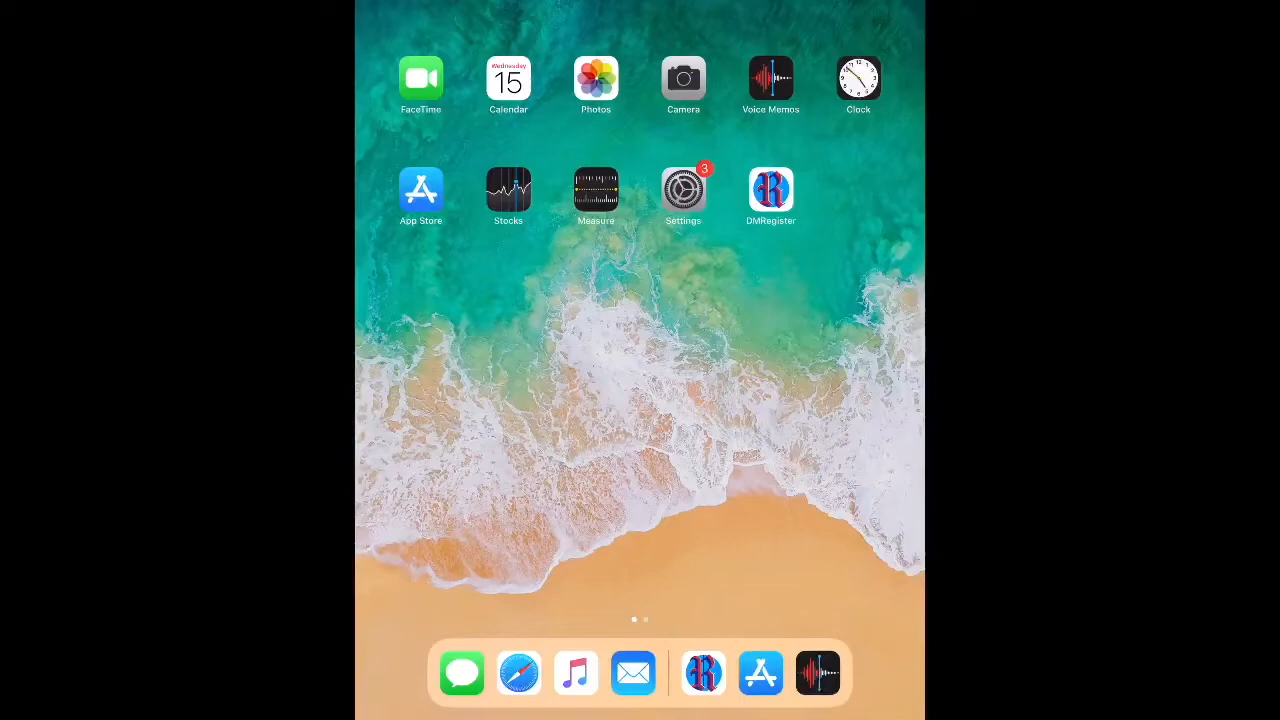 FaceTime
Wednesday
15
Calendar
Photos
Camera
Voice Memos
Clock
App Store
Stocks
Measure
3
Settings
R
DMRegister
R